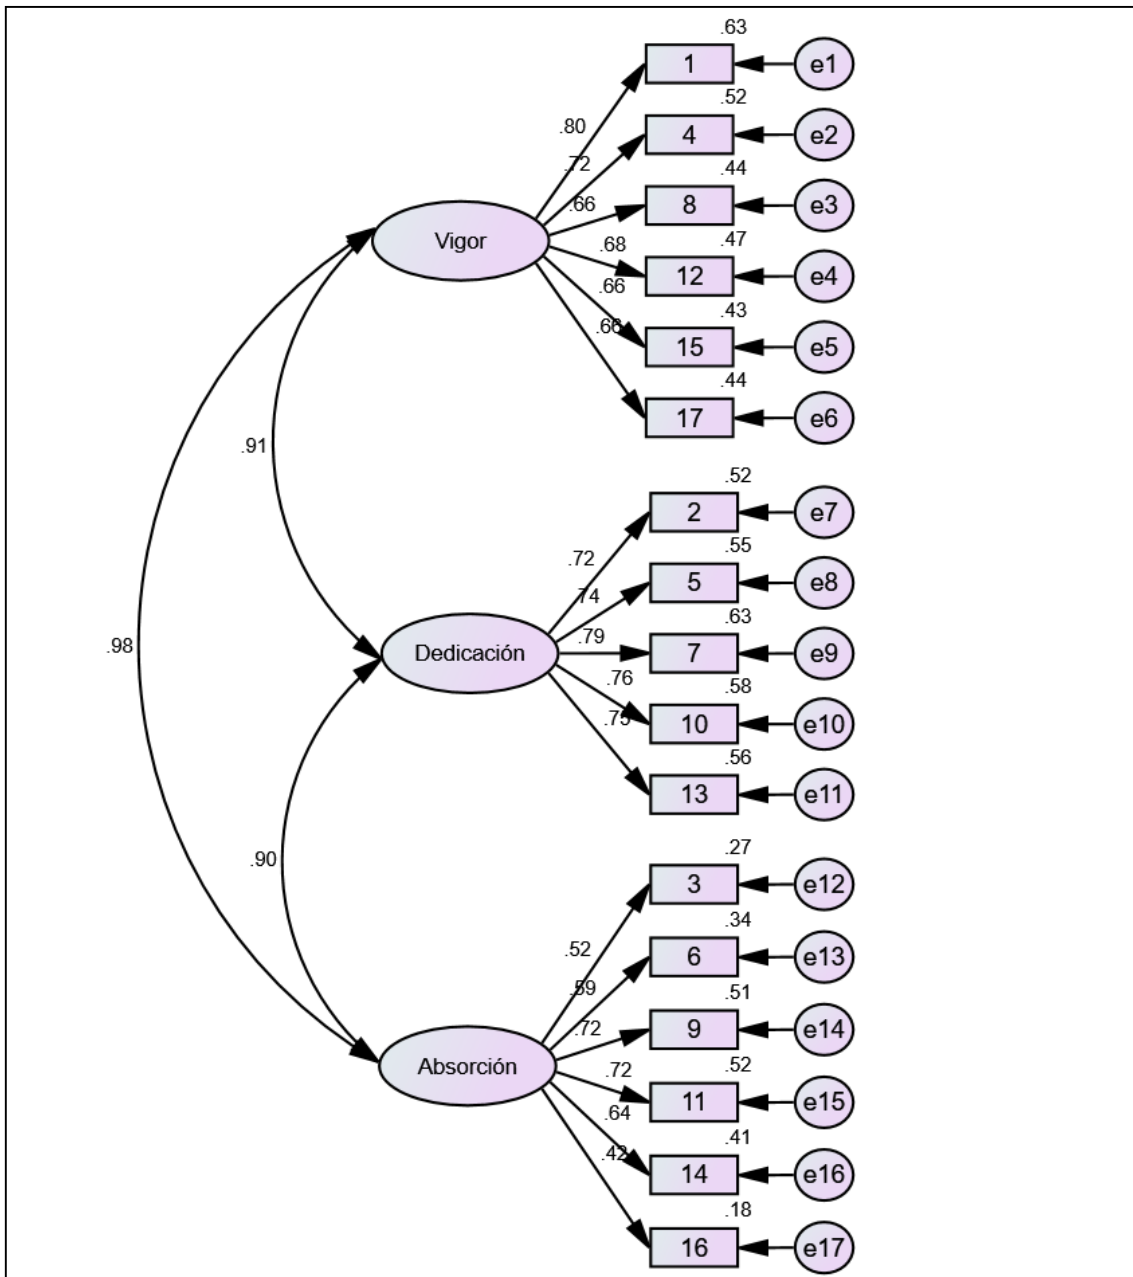 .63
1
e1
.80
.52
4
e2
.72
.44
8
e3
.66
.47
Vigor
12
e4
.68
.43
15
e5
.66
.44
17
e6
.66
.91
.52
2
e7
.72
.55
5
e8
.74
.63
Dedicación
7
e9
.79
.58
10
e10
.76
.56
13
e11
.75
.98
.90
.27
3
e12
.52
.34
6
e13
.59
.51
9
e14
.72
.52
Absorción
11
e15
.72
.41
14
e16
.64
.18
16
e17
.42